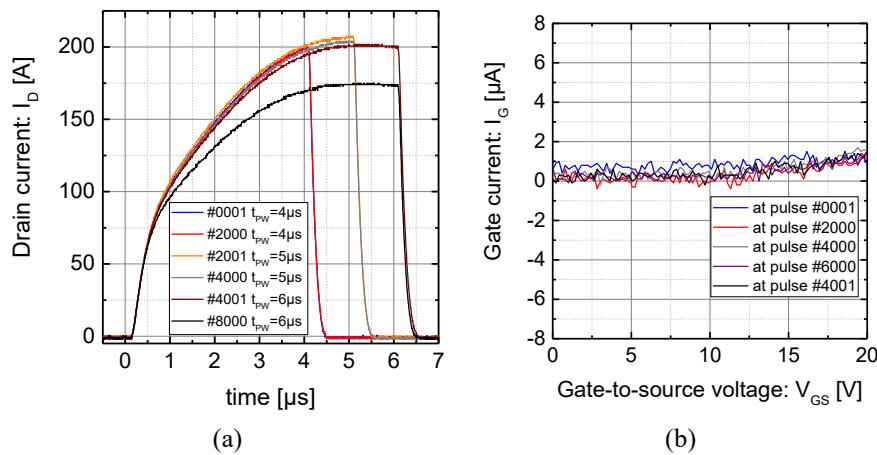 Drain current: I_D [A]
200
150
100
50
0
#0001 t_PW=4µs
#2000 t_PW=4µs
#2001 t_PW=5µs
#4000 t_PW=5µs
#4001 t_PW=6µs
#8000 t_PW=6µs
0 1 2 3 4 5 6 7
time [µs]
(a)
Gate current: I_G [µA]
8
6
4
2
0
-2
-4
-6
-8
at pulse #0001
at pulse #2000
at pulse #4000
at pulse #6000
at pulse #4001
0 5 10 15 20
Gate-to-source voltage: V_GS [V]
(b)